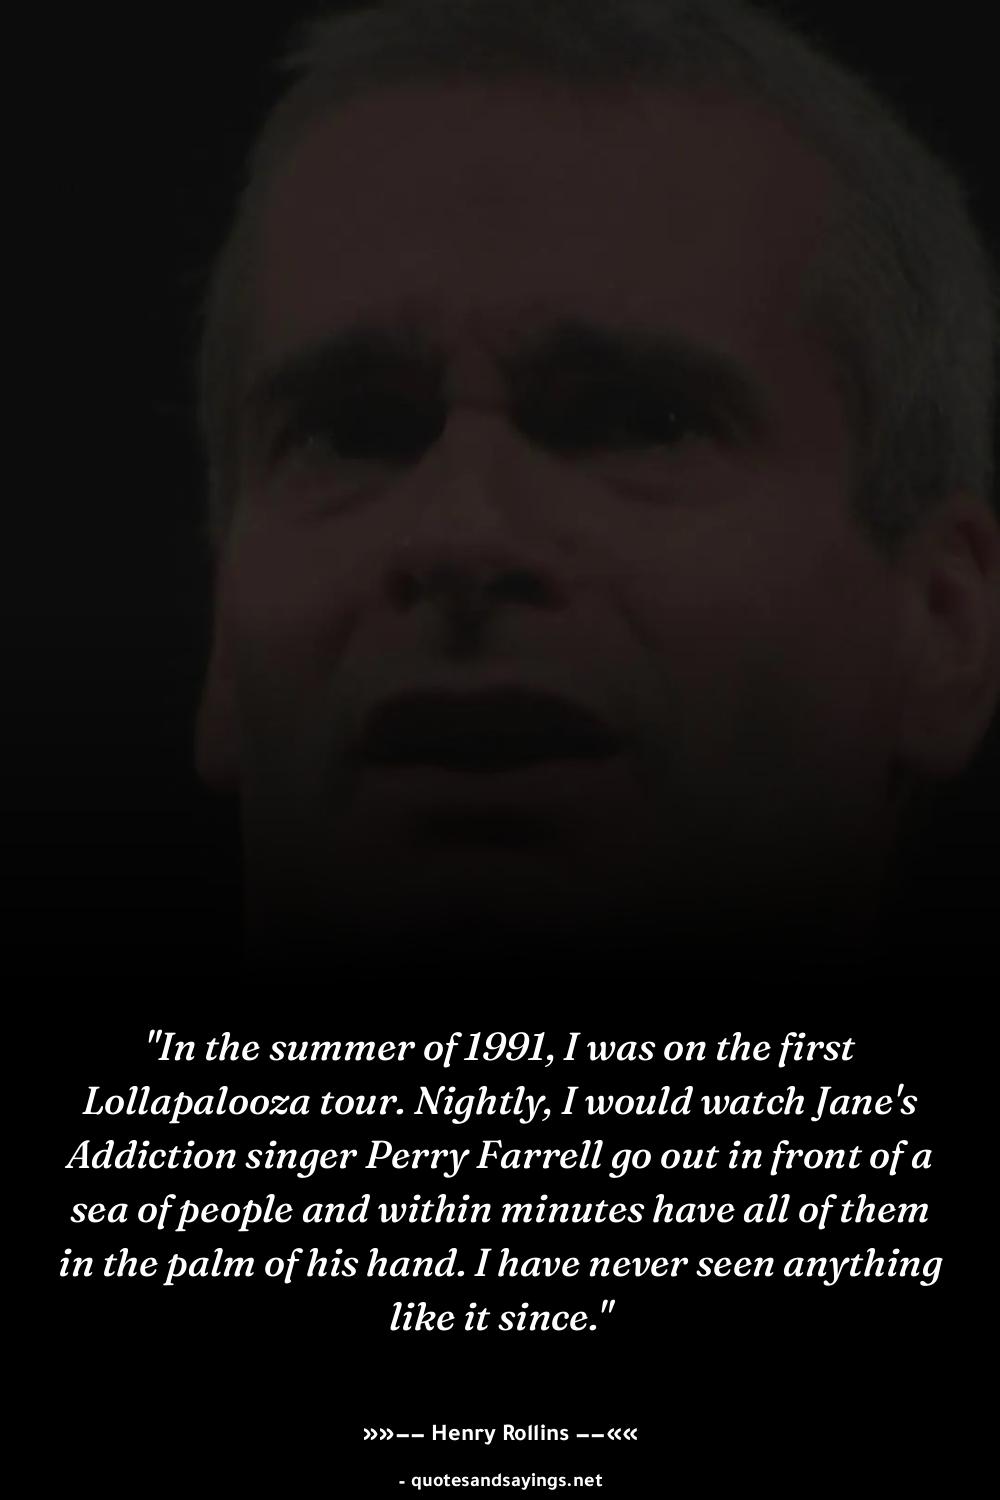 "In the summer of 1991, I was on the first
Lollapalooza tour. Nightly, I would watch Jane's
Addiction singer Perry Farrell go out in front of a
sea of people and within minutes have all of them
in the palm of his hand. I have never seen anything
like it since."
»»–– Henry Rollins ––««
- quotesandsayings.net